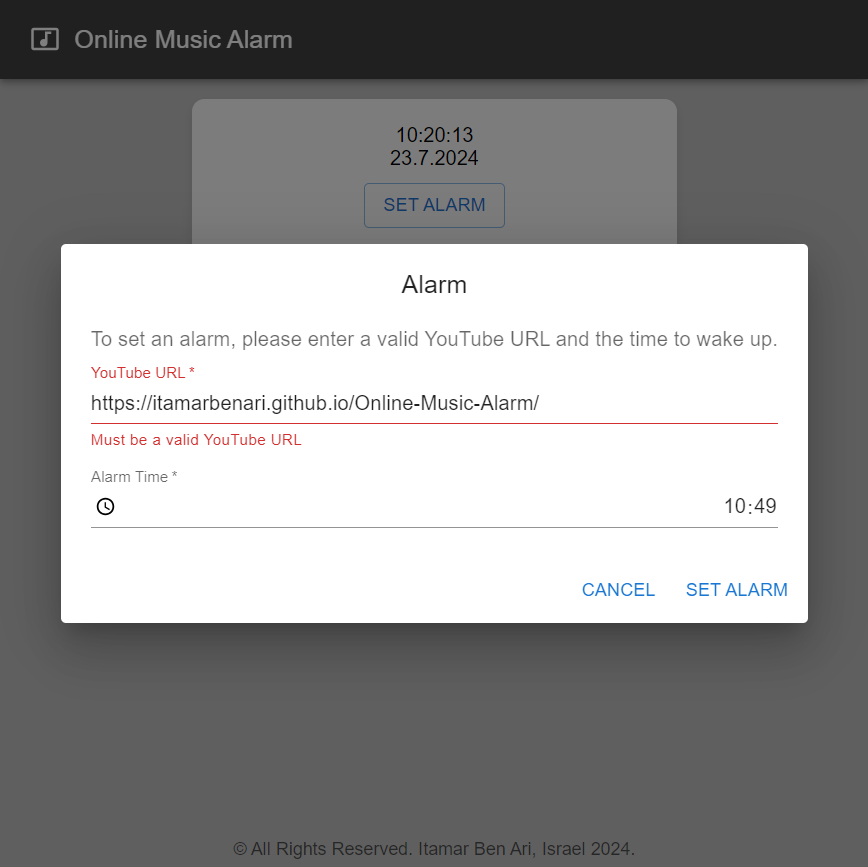 Online Music Alarm
10:20:13
23.7.2024
SET ALARM
Alarm
To set an alarm, please enter a valid YouTube URL and the time to wake up.
YouTube URL *
https://itamarbenari.github.io/Online-Music-Alarm/
Must be a valid YouTube URL
Alarm Time *
10:49
CANCEL SET ALARM
© All Rights Reserved. Itamar Ben Ari, Israel 2024.